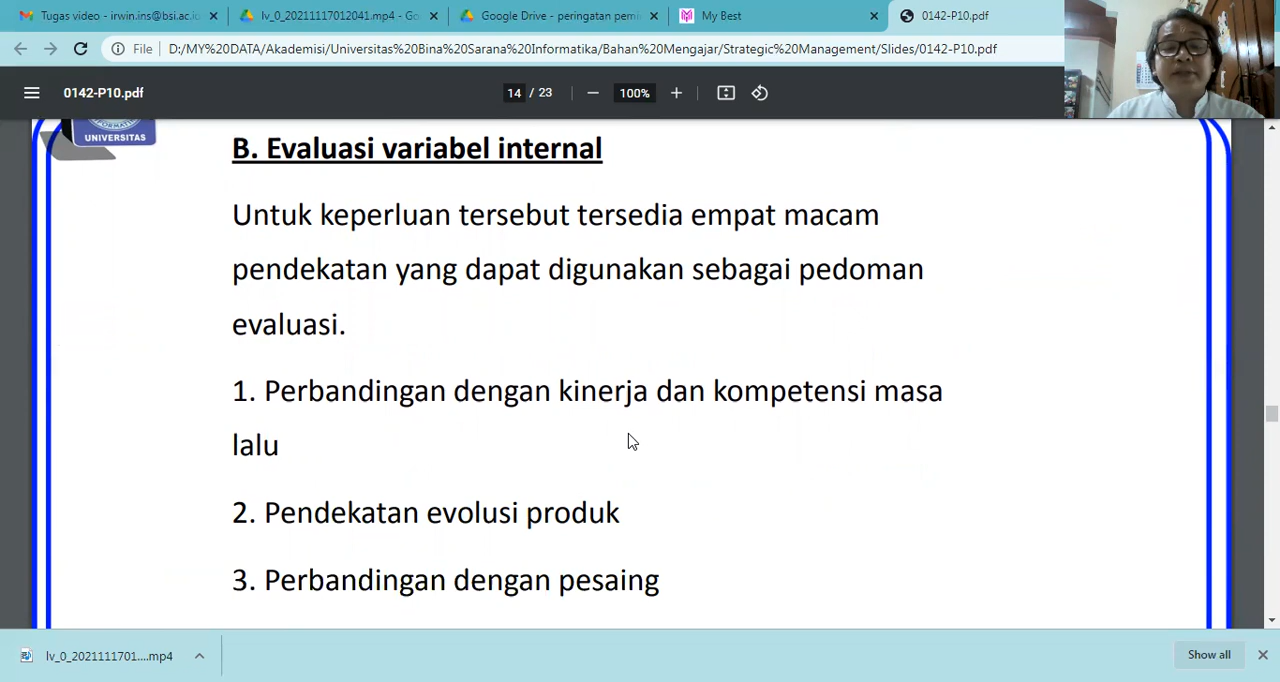 Tugas video - irwin.ins@bsi.ac.i
lv_0_20211117012041.mp4 - Go
Google Drive - peringatan pemi
My Best
0142-P10.pdf
File
D:/MY%20DATA/Akademisi/Universitas%20Bina%20Sarana%20Informatika/Bahan%20Mengajar/Strategic%20Management/Slides/0142-P10.pdf
0142-P10.pdf
14 / 23
100%
UNIVERSITAS
B. Evaluasi variabel internal
Untuk keperluan tersebut tersedia empat macam
pendekatan yang dapat digunakan sebagai pedoman
evaluasi.
1. Perbandingan dengan kinerja dan kompetensi masa
lalu
2. Pendekatan evolusi produk
3. Perbandingan dengan pesaing
lv_0_2021111701....mp4
Show all